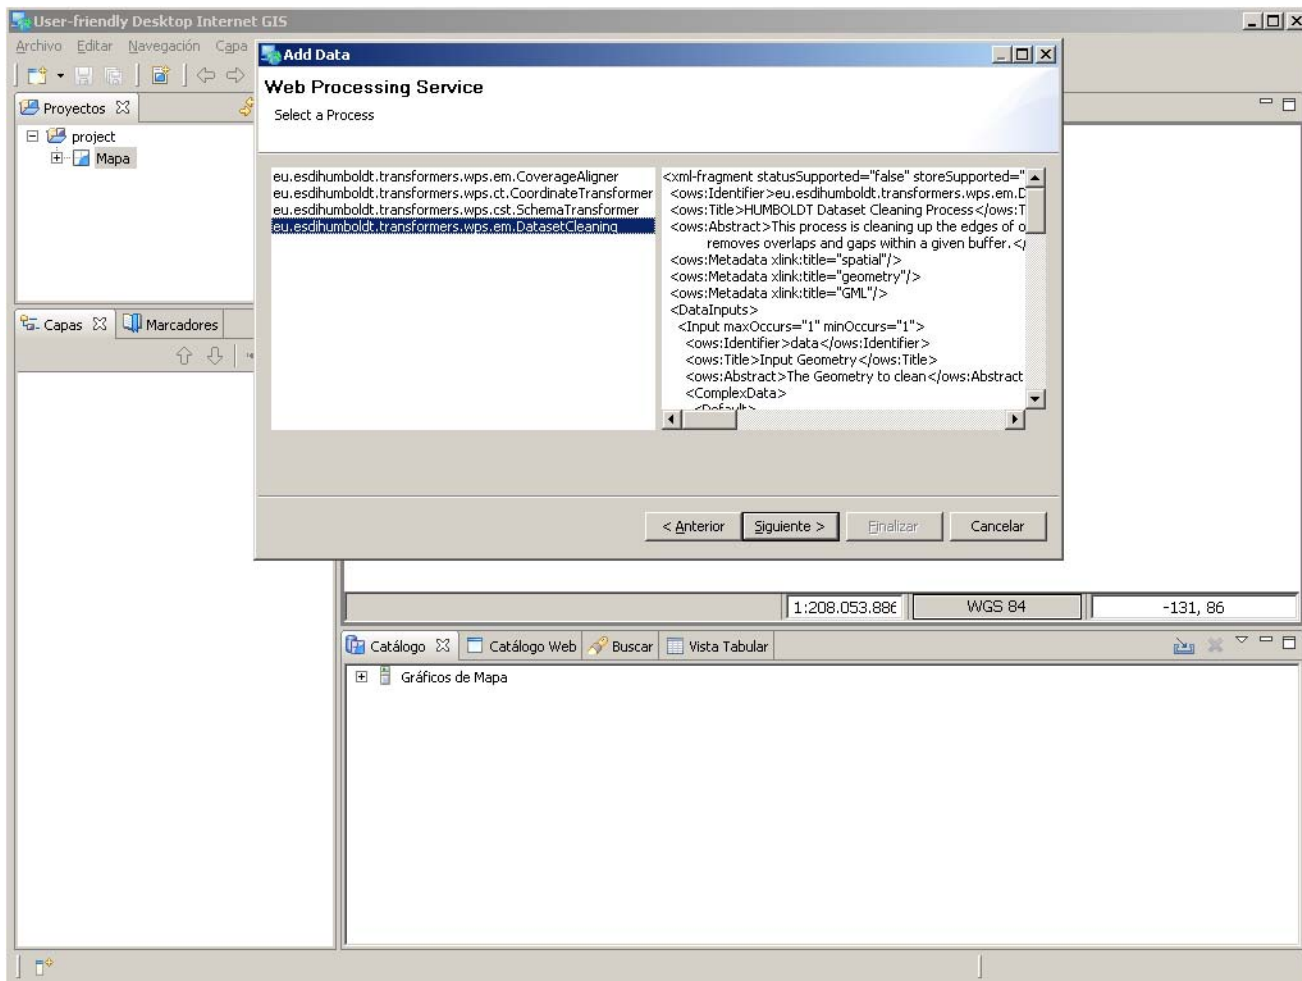 User-friendly Desktop Internet GIS
Archivo Editar Navegación Capa
Add Data
Web Processing Service
Select a Process
Proyectos
project
Mapa
eu.esdihumboldt.transformers.wps.em.CoverageAligner
eu.esdihumboldt.transformers.wps.ct.CoordinateTransformer
eu.esdihumboldt.transformers.wps.cst.SchemaTransformer
eu.esdihumboldt.transformers.wps.em.DatasetCleaning
<xml-fragment statusSupported="false" storeSupported="
<ows:Identifier>eu.esdihumboldt.transformers.wps.em.D
<ows:Title>HUMBOLDT Dataset Cleaning Process</ows:T
<ows:Abstract>This process is cleaning up the edges of o
removes overlaps and gaps within a given buffer.</
<ows:Metadata xlink:title="spatial"/>
<ows:Metadata xlink:title="geometry"/>
<ows:Metadata xlink:title="GML"/>
<DataInputs>
<Input maxOccurs="1" minOccurs="1">
<ows:Identifier>data</ows:Identifier>
<ows:Title>Input Geometry</ows:Title>
<ows:Abstract>The Geometry to clean</ows:Abstract
<ComplexData>
<Default>
Capas Marcadores
< Anterior Siguiente > Finalizar Cancelar
1:208.053.886 WGS 84 -131, 86
Catálogo Catálogo Web Buscar Vista Tabular
Gráficos de Mapa